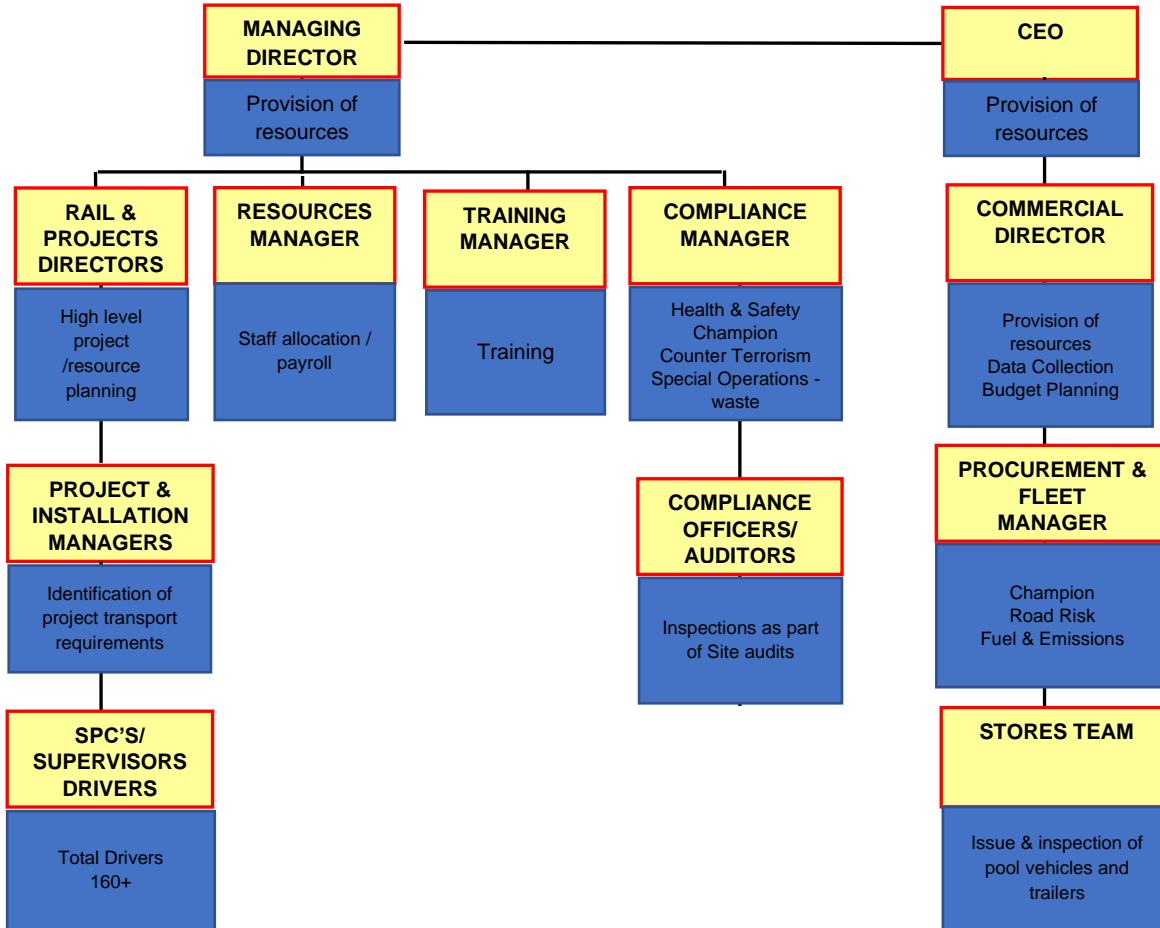 MANAGING
DIRECTOR
Provision of
resources
CEO
Provision of
resources
RAIL &
PROJECTS
DIRECTORS
High level
project
/resource
planning
RESOURCES
MANAGER
Staff allocation /
payroll
TRAINING
MANAGER
Training
COMPLIANCE
MANAGER
Health & Safety
Champion
Counter Terrorism
Special Operations -
waste
COMMERCIAL
DIRECTOR
Provision of
resources
Data Collection
Budget Planning
PROJECT &
INSTALLATION
MANAGERS
Identification of
project transport
requirements
COMPLIANCE
OFFICERS/
AUDITORS
Inspections as part
of Site audits
PROCUREMENT &
FLEET
MANAGER
Champion
Road Risk
Fuel & Emissions
SPC’S/
SUPERVISORS
DRIVERS
Total Drivers
160+
STORES TEAM
Issue & inspection of
pool vehicles and
trailers